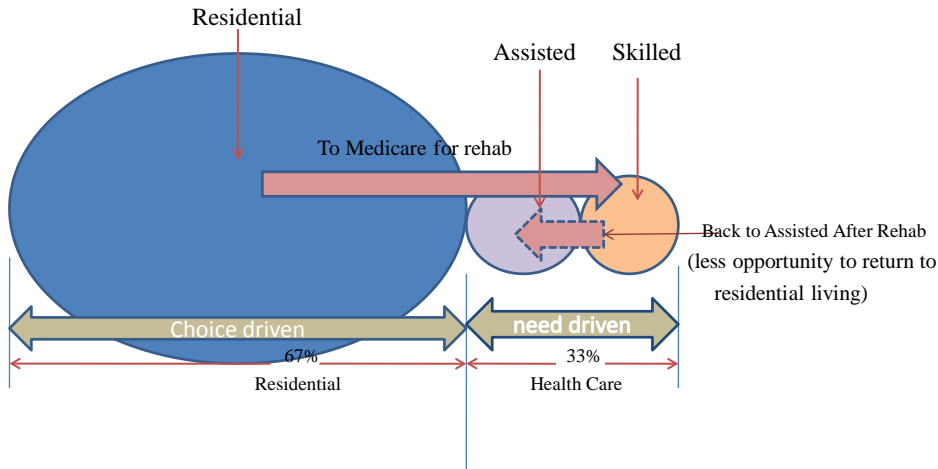 Residential
Assisted
Skilled
To Medicare for rehab
Back to Assisted After Rehab
(less opportunity to return to
residential living)
Choice driven
need driven
67%
33%
Residential
Health Care